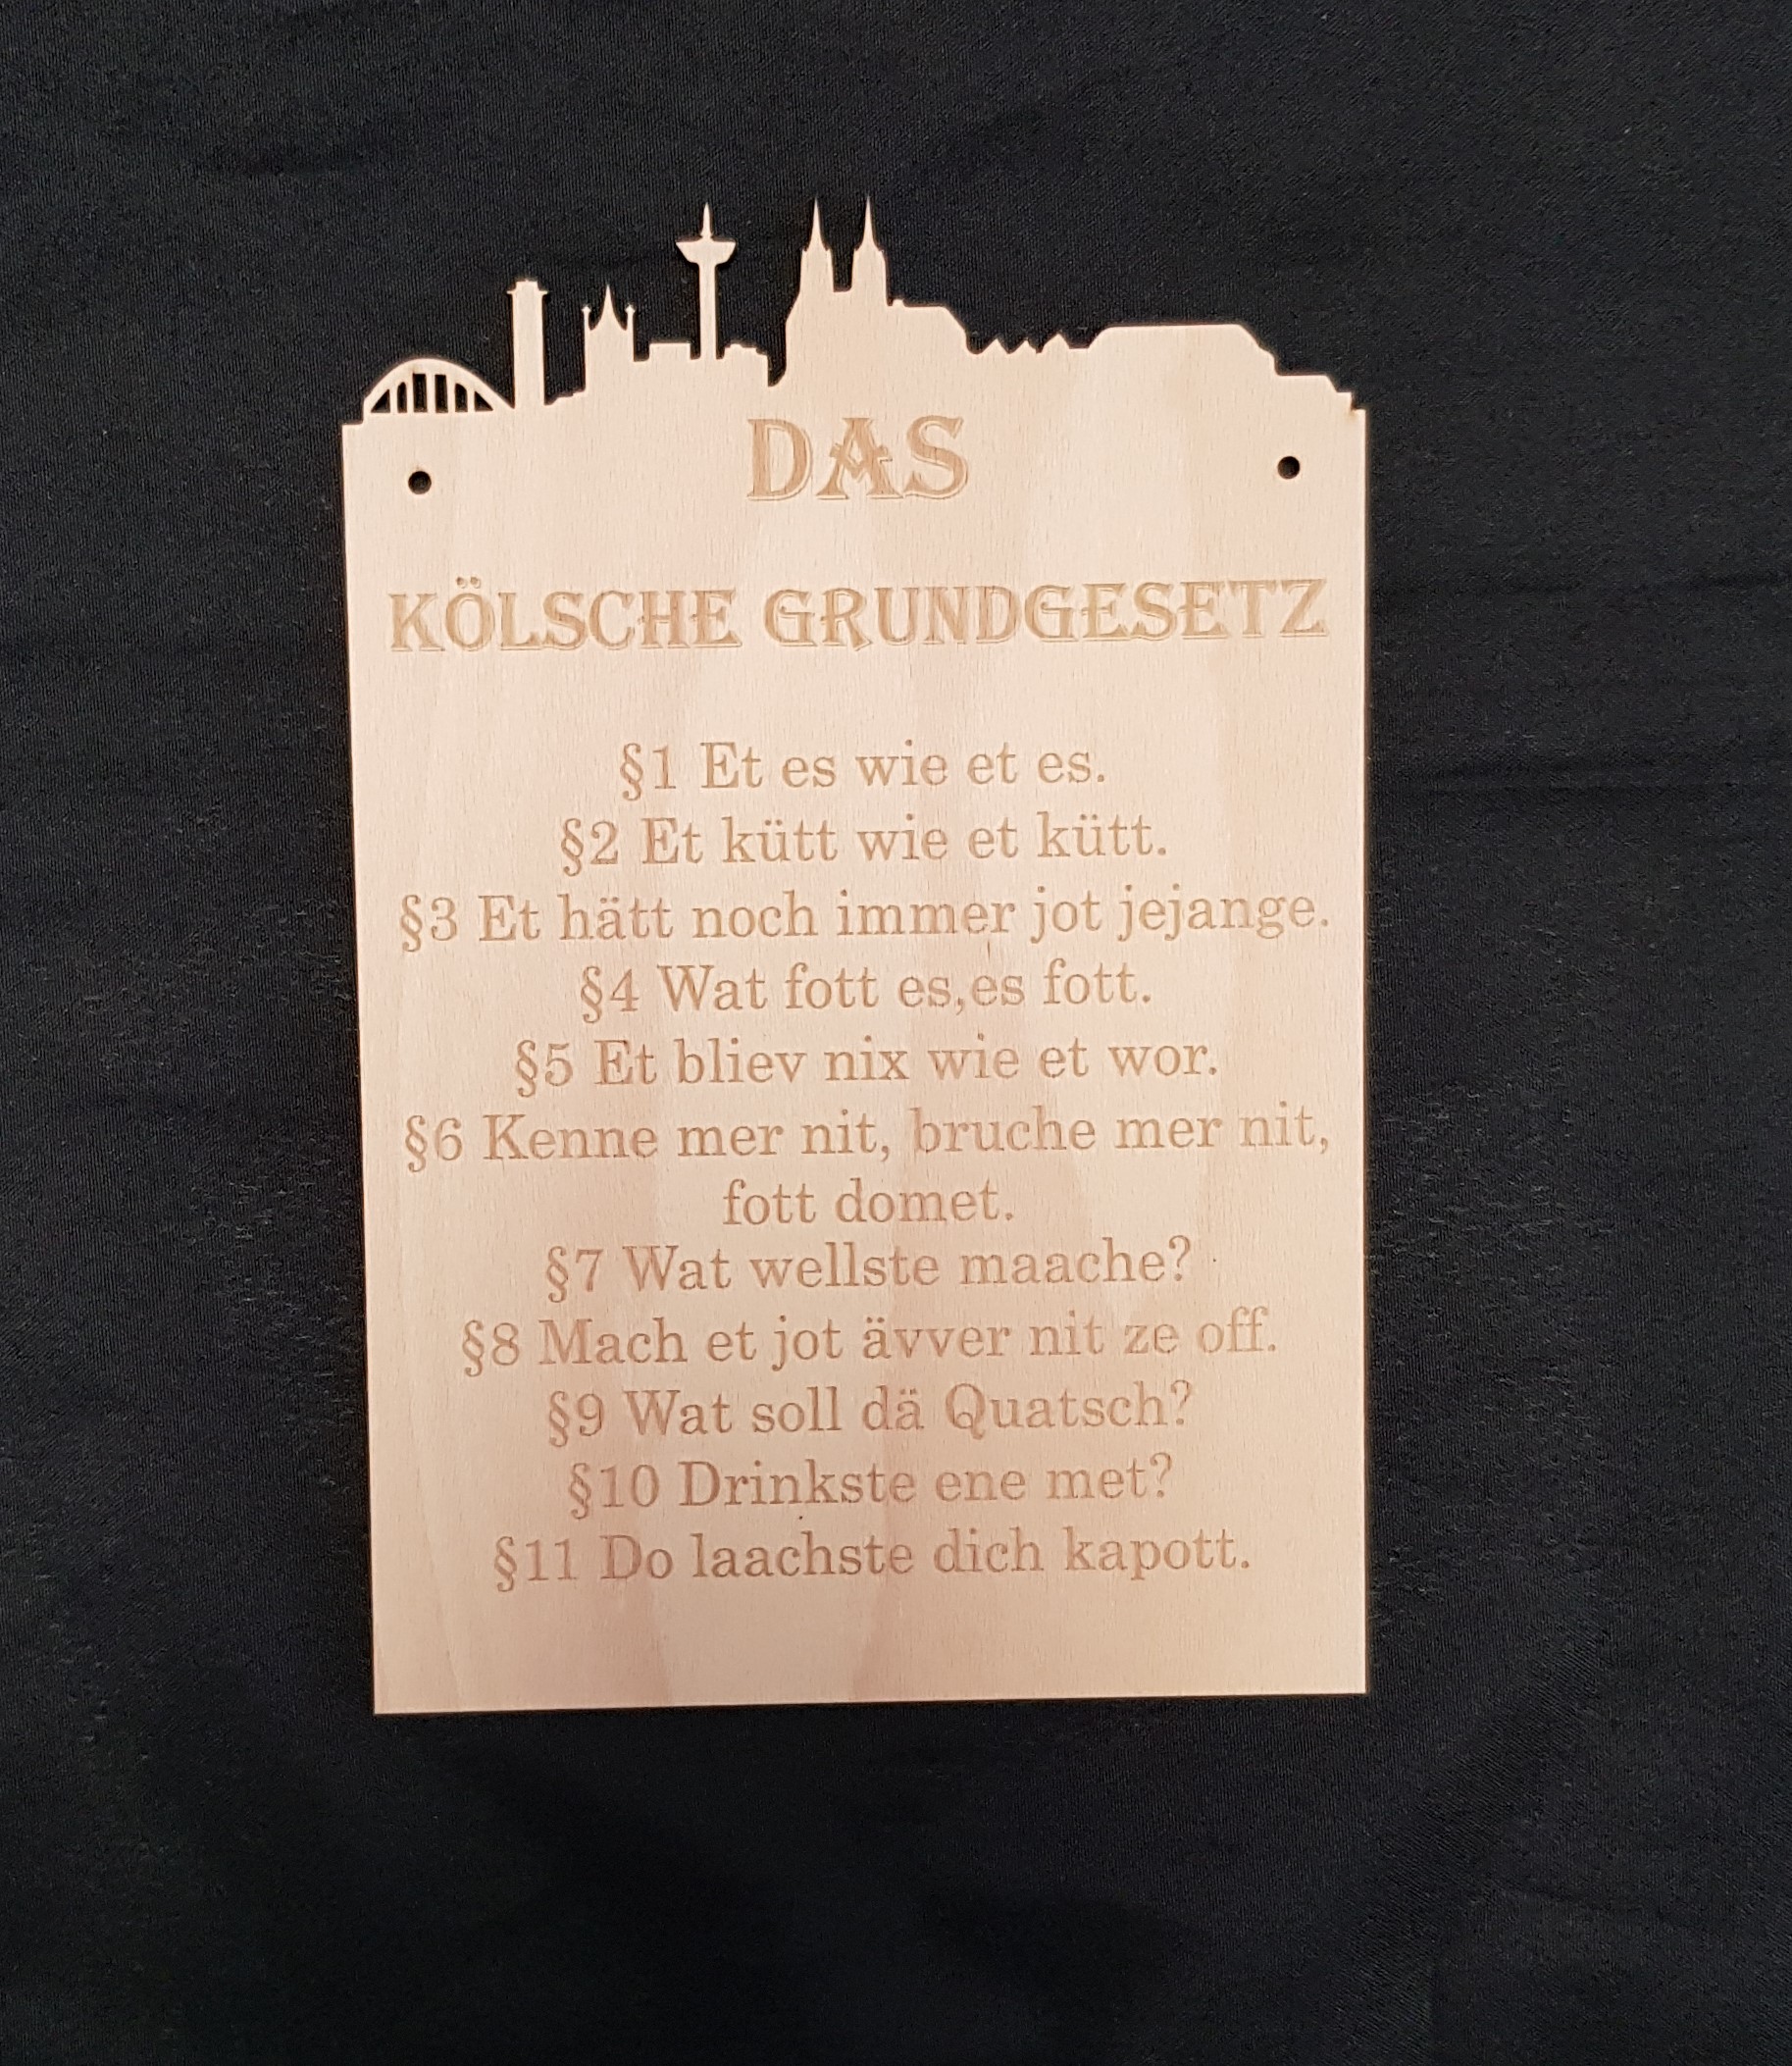 DAS
KÖLSCHE GRUNDGESETZ
§1 Et es wie et es.
§2 Et kütt wie et kütt.
§3 Et hätt noch immer jot jejange.
§4 Wat fott es,es fott.
§5 Et bliev nix wie et wor.
§6 Kenne mer nit, bruche mer nit,
fott domet.
§7 Wat wellste maache?
§8 Mach et jot ävver nit ze off.
§9 Wat soll dä Quatsch?
§10 Drinkste ene met?
§11 Do laachste dich kapott.